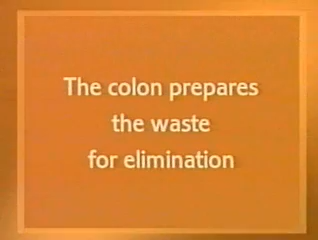 The colon prepares
the waste
for elimination